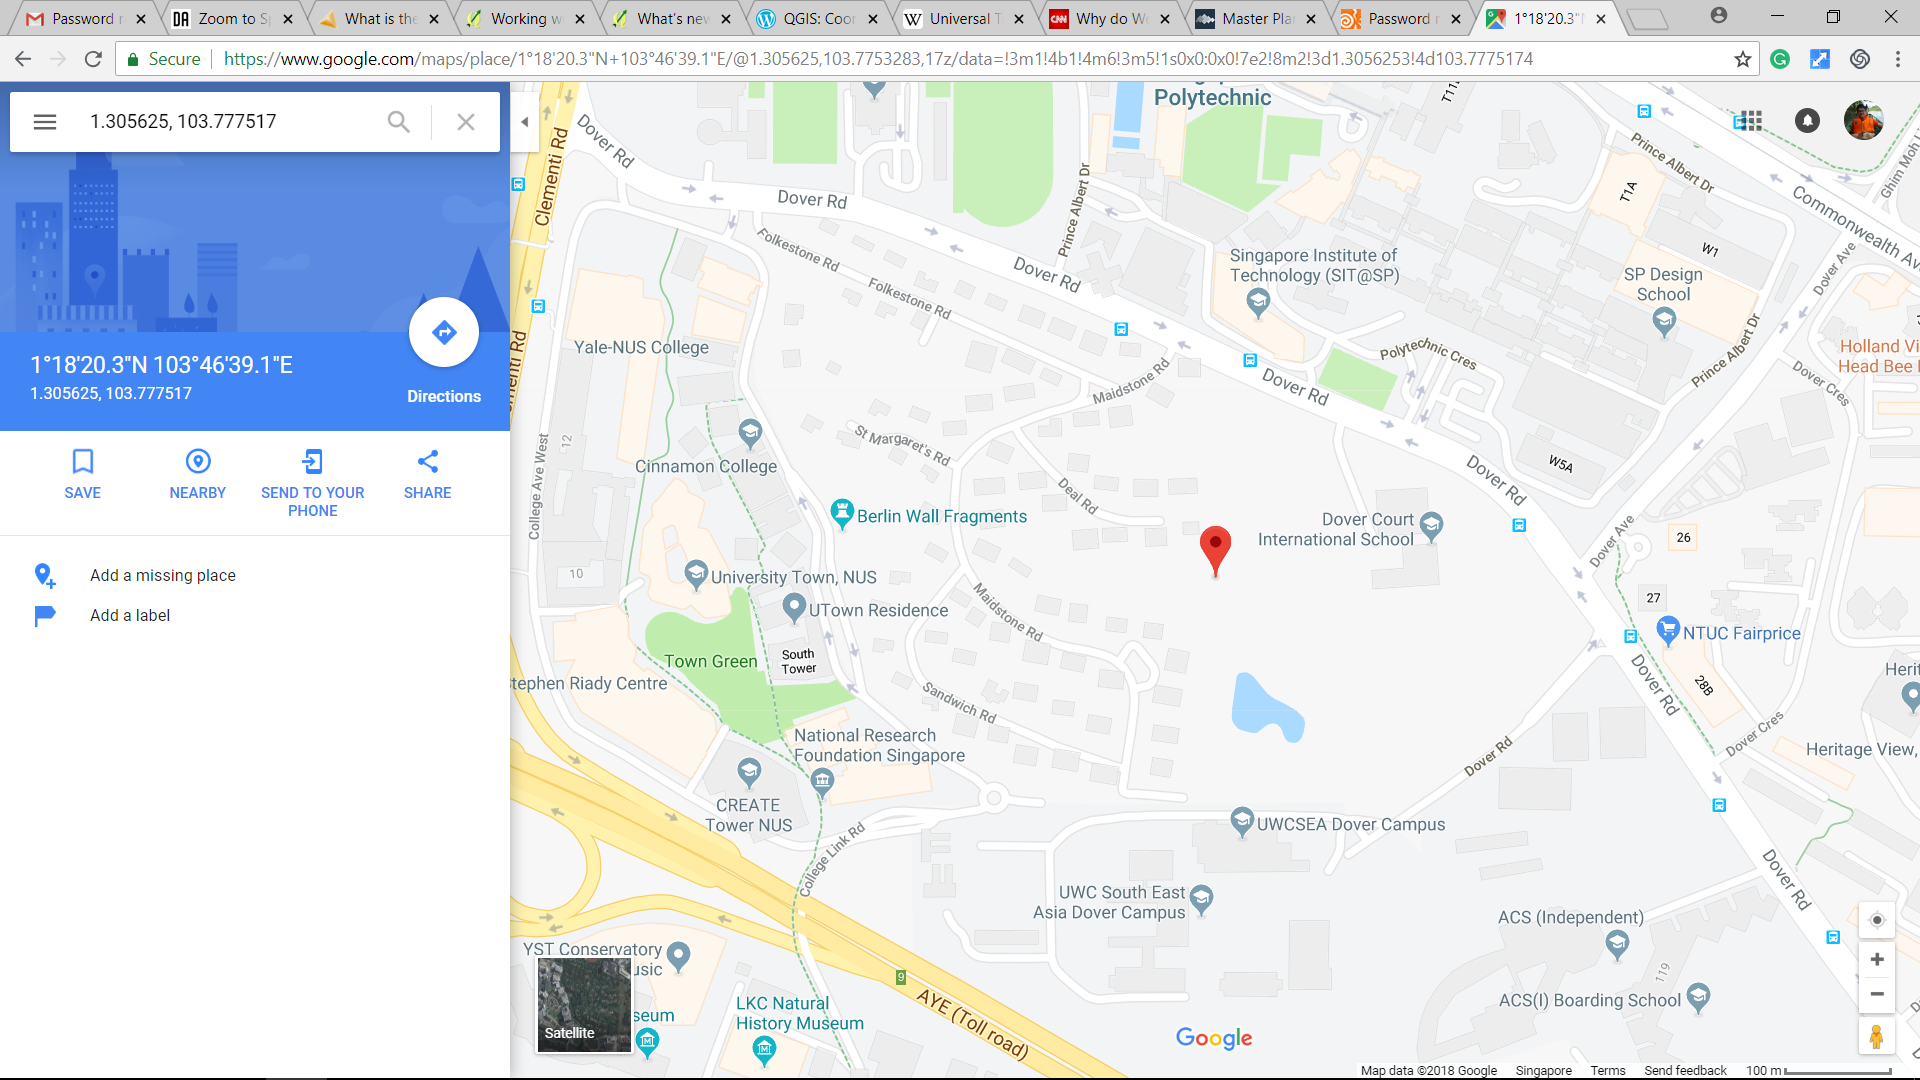 Password r
Zoom to S
What is the
Working w
What's nev
QGIS: Coor
Universal T
Why do W
Master Pla
Password r
1°18'20.3"
Secure
https://www.google.com/maps/place/1°18'20.3"N+103°46'39.1"E/@1.305625,103.7753283,17z/data=!3m1!4b1!4m6!3m5!1s0x0:0x0!7e2!8m2!3d1.3056253!4d103.7775174
1.305625, 103.777517
1°18'20.3"N 103°46'39.1"E
1.305625, 103.777517
Directions
SAVE
NEARBY
SEND TO YOUR
PHONE
SHARE
Add a missing place
Add a label
Polytechnic
T11
Clementi Rd
Dover Rd
Dover Rd
Prince Albert Dr
Prince Albert Dr
Ghim Moh
T1A
Commonwealth Av
Folkestone Rd
Folkestone Rd
Dover Rd
Singapore Institute of
Technology (SIT@SP)
W1
SP Design
School
Dover Ave
Yale-NUS College
Polytechnic Cres
Prince Albert Dr
Holland Vi
Head Bee
Maidstone Rd
Dover Rd
Dover Cres
College Ave West
12
St Margaret's Rd
Cinnamon College
W5A
Dover Rd
Deal Rd
Berlin Wall Fragments
Dover Court
International School
Dover Ave
26
10
University Town, NUS
UTown Residence
Maidstone Rd
27
NTUC Fairprice
South
Tower
Town Green
Stephen Riady Centre
Sandwich Rd
Dover Rd
28B
Herit
National Research
Foundation Singapore
Dover Rd
Dover Cres
Heritage View,
CREATE
Tower NUS
College Link Rd
UWCSEA Dover Campus
Dover Rd
UWC South East
Asia Dover Campus
ACS (Independent)
YST Conservatory
usic
119
ACS(I) Boarding School
9
AYE (Toll road)
LKC Natural
History Museum
seum
Satellite
Google
Map data ©2018 Google
Singapore
Terms
Send feedback
100 m